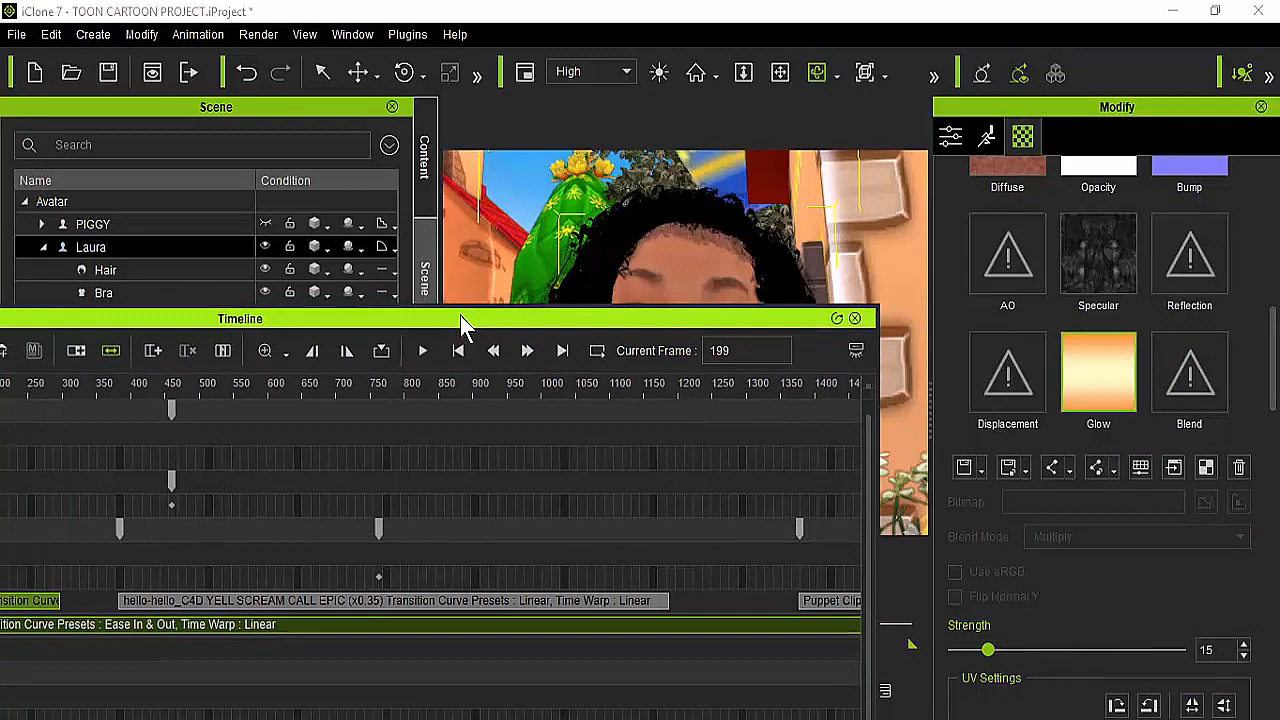 iClone 7 - TOON CARTOON PROJECT.iProject *
File Edit Create Modify Animation Render View Window Plugins Help
High
Scene
Content
Scene
Search
Name Condition
Avatar
PIGGY
Laura
Hair
Bra
Modify
Diffuse Opacity Bump
AO Specular Reflection
Displacement Glow Blend
Bitmap
Blend Mode Multiply
Use sRGB
Flip Normal Y
Strength
15
UV Settings
Timeline
Current Frame : 199
00 250 300 350 400 450 500 550 600 650 700 750 800 850 900 950 1000 1050 1100 1150 1200 1250 1300 1350 1400 14
sition Curv hello-hello_C4D YELL SCREAM CALL EPIC (x0.35) Transition Curve Presets : Linear, Time Warp : Linear Puppet Clip
ition Curve Presets : Ease In & Out, Time Warp : Linear